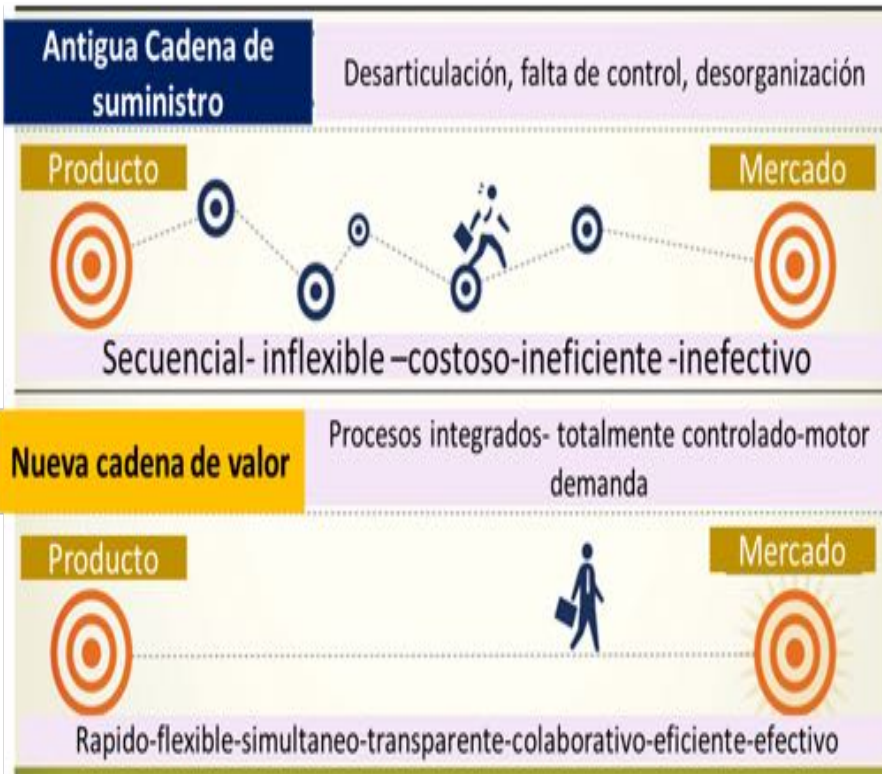 Antigua Cadena de
suministro
Desarticulación, falta de control, desorganización
Producto
Mercado
Secuencial- inflexible –costoso-ineficiente -inefectivo
Nueva cadena de valor
Procesos integrados- totalmente controlado-motor
demanda
Producto
Mercado
Rapido-flexible-simultaneo-transparente-colaborativo-eficiente-efectivo